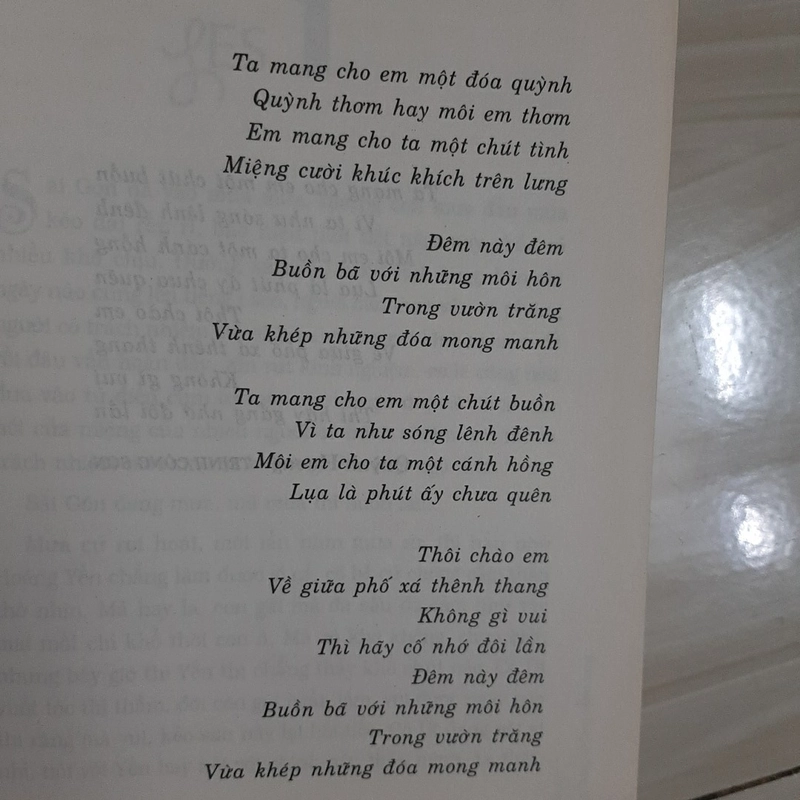 Ta mang cho em một đóa quỳnh
Quỳnh thơm hay môi em thơm
Em mang cho ta một chút tình
Miệng cười khúc khích trên lưng
Đêm này đêm
Buồn bã với những môi hôn
Trong vườn trăng
Vừa khép những đóa mong manh
Ta mang cho em một chút buồn
Vì ta như sóng lênh đênh
Môi em cho ta một cánh hồng
Lụa là phút ấy chưa quên
Thôi chào em
Về giữa phố xá thênh thang
Không gì vui
Thì hãy cố nhớ đôi lần
Đêm này đêm
Buồn bã với những môi hôn
Trong vườn trăng
Vừa khép những đóa mong manh